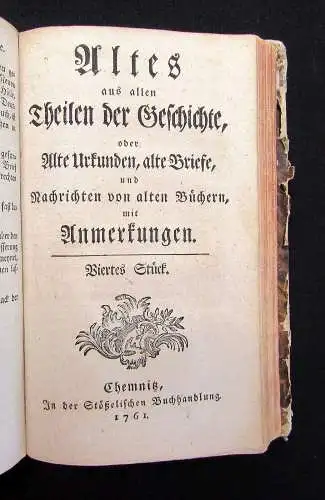 Altes
aus allen
Theilen der Geschichte,
oder
Alte Urkunden, alte Briefe,
und
Nachrichten von alten Büchern,
mit
Anmerkungen.
Viertes Stück.
Chemnitz,
In der Stößelischen Buchhandlung
1761.